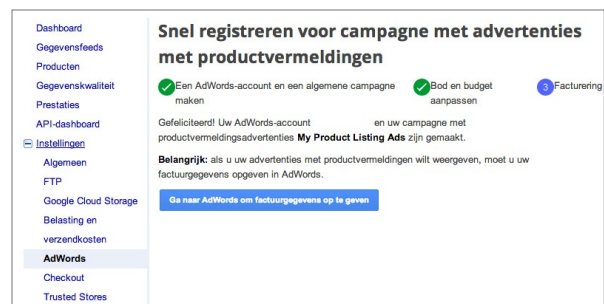 Dashboard
Gegevensfeeds
Producten
Gegevenskwaliteit
Prestaties
API-dashboard
Instellingen
Algemeen
FTP
Google Cloud Storage
Belasting en
verzendkosten
AdWords
Checkout
Trusted Stores
Snel registreren voor campagne met advertenties
met productvermeldingen
Een AdWords-account en een algemene campagne
maken
Bod en budget
aanpassen
3 Facturering
Gefeliciteerd! Uw AdWords-account en uw campagne met
productvermeldingsadvertenties My Product Listing Ads zijn gemaakt.
Belangrijk: als u uw advertenties met productvermeldingen wilt weergeven, moet u uw
factuurgegevens opgeven in AdWords.
Ga naar AdWords om factuurgegevens op te geven